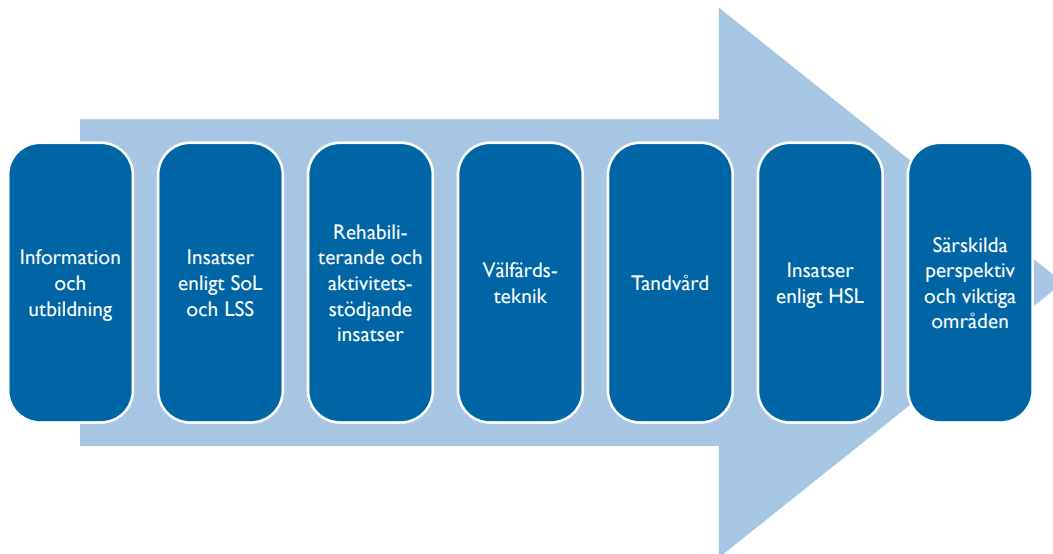 Information
och
utbildning
Insatser
enligt SoL
och LSS
Rehabili-
terande och
aktivitets-
stödjande
insatser
Välfärds-
teknik
Tandvård
Insatser
enligt HSL
Särskilda
perspektiv
och viktiga
områden